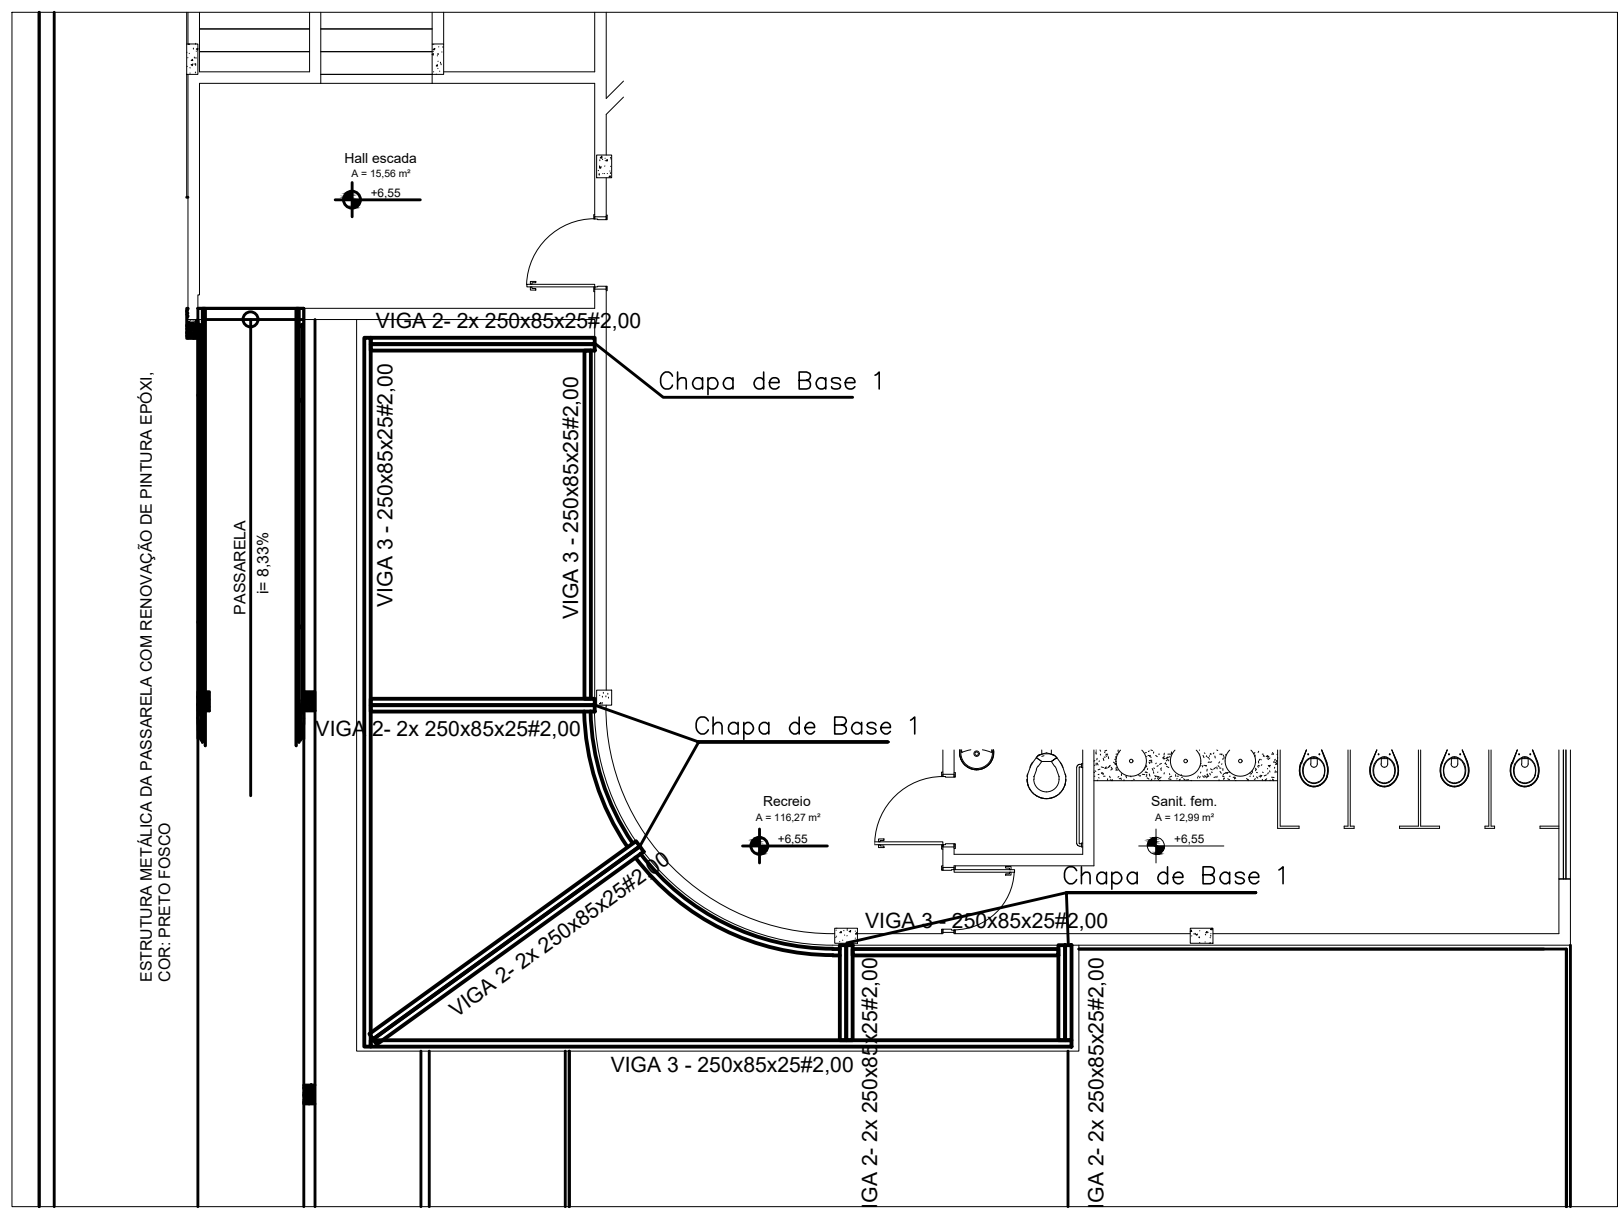 Hall escada
A = 15,56 m²
+6,55
VIGA 2- 2x 250x85x25#2,00
Chapa de Base 1
VIGA 3 - 250x85x25#2,00
VIGA 3 - 250x85x25#2,00
ESTRUTURA METÁLICA DA PASSARELA COM RENOVAÇÃO DE PINTURA EPÓXI,
COR: PRETO FOSCO
PASSARELA
i= 8,33%
VIGA 2- 2x 250x85x25#2,00
Chapa de Base 1
Recreio
A = 116,27 m²
+6,55
Sanit. fem.
A = 12,99 m²
+6,55
Chapa de Base 1
VIGA 2- 2x 250x85x25#2,00
VIGA 3 - 250x85x25#2,00
VIGA 3 - 250x85x25#2,00
IGA 2- 2x 250x85x25#2,00
IGA 2- 2x 250x85x25#2,00